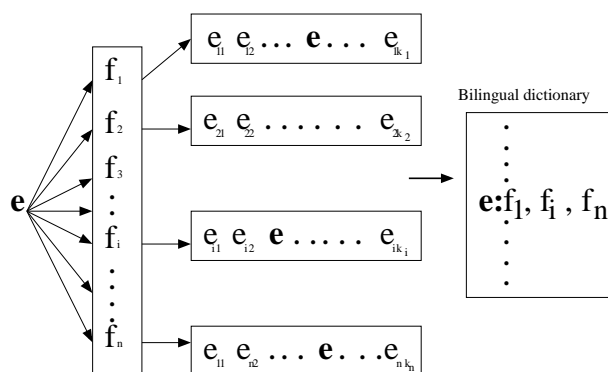 e
f1
f2
f3
.
.
fi
.
.
.
fn
e11 e12 ... e ... e1k1
e21 e22 ...... e2k2
ei1 ei2 e ..... eiki
e11 en2 ... e ... enkn
Bilingual dictionary
.
.
.
.
e:f1, fi , fn
.
.
.
.